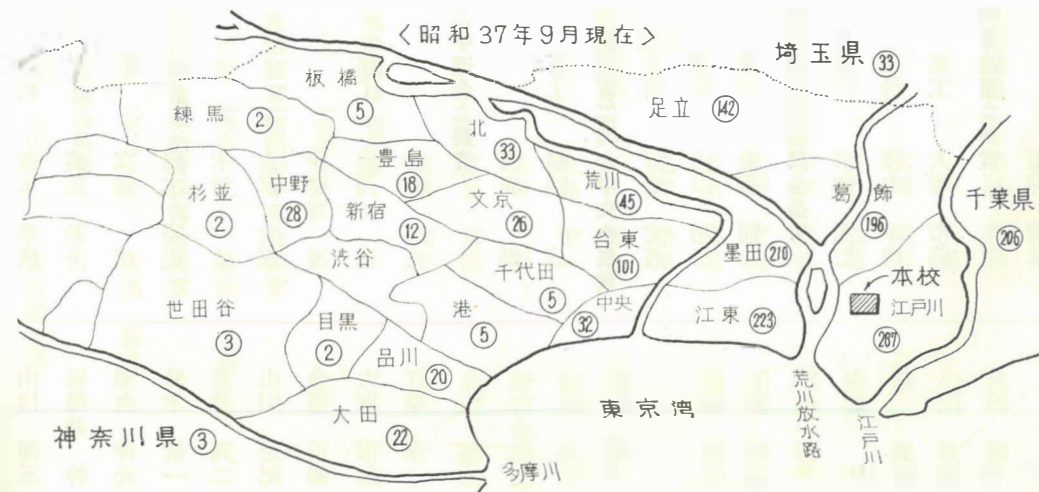 <昭和37年9月現在>
埼玉県 33
板橋
5
足立 142
練馬 2
北
33
豊島
18
荒川
45
葛飾
196
千葉県
206
杉並
2
中野
28
新宿
12
文京
26
台東
101
墨田 210
渋谷
千代田
5
本校
江戸川
287
世田谷
3
目黒
2
港
5
中央
32
江東
223
品川
20
大田
22
東京湾
荒川放水路
江戸川
神奈川県 3
多摩川